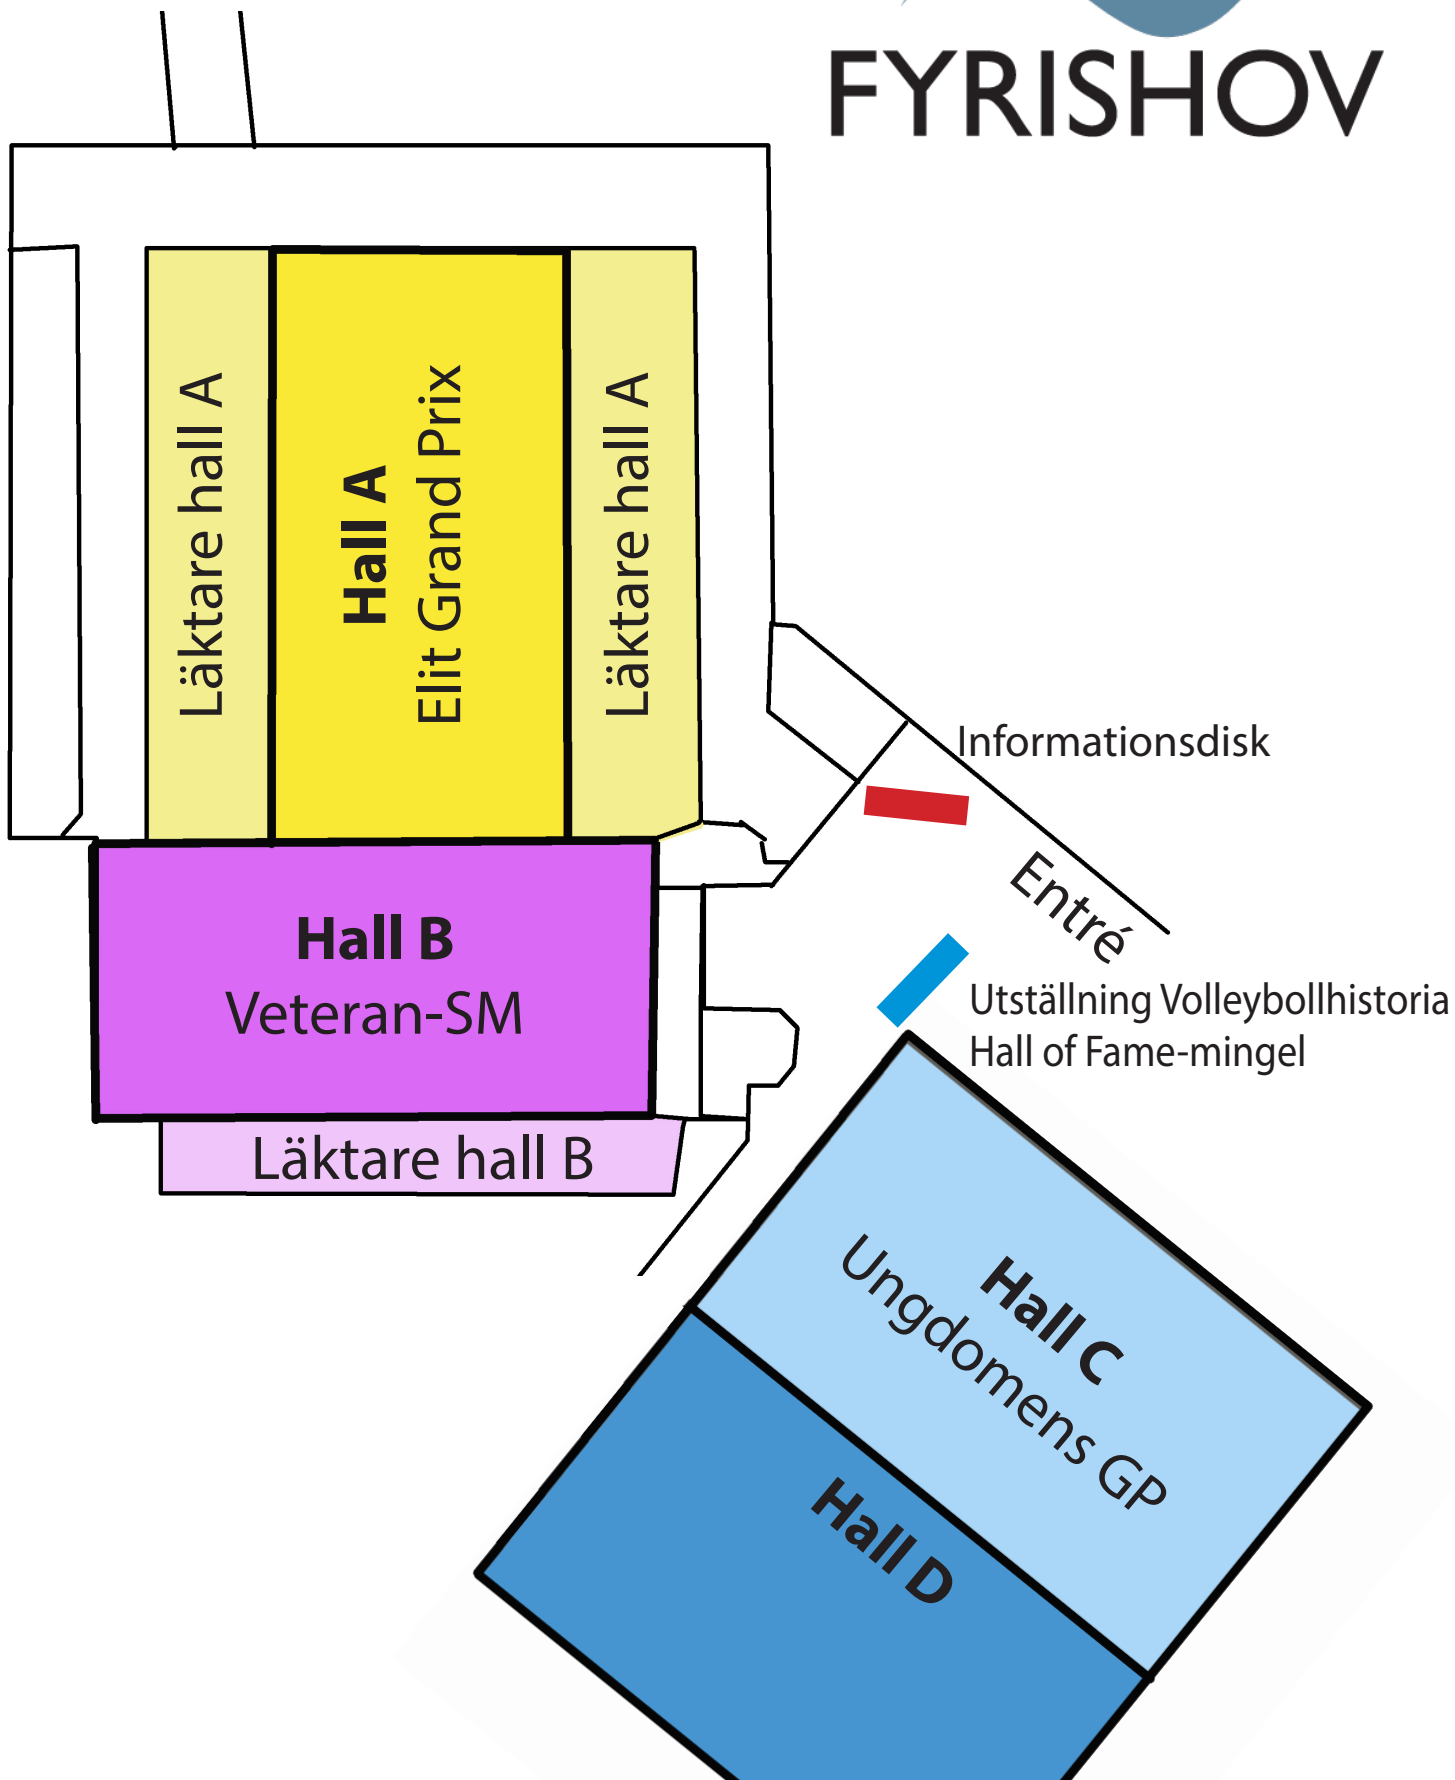 FYRISHOV
Läktare hall A
Hall A
Elit Grand Prix
Läktare hall A
Informationsdisk
Entré
Hall B
Veteran-SM
Utställning Volleybollhistoria
Hall of Fame-mingel
Läktare hall B
Hall C
Ungdomens GP
Hall D